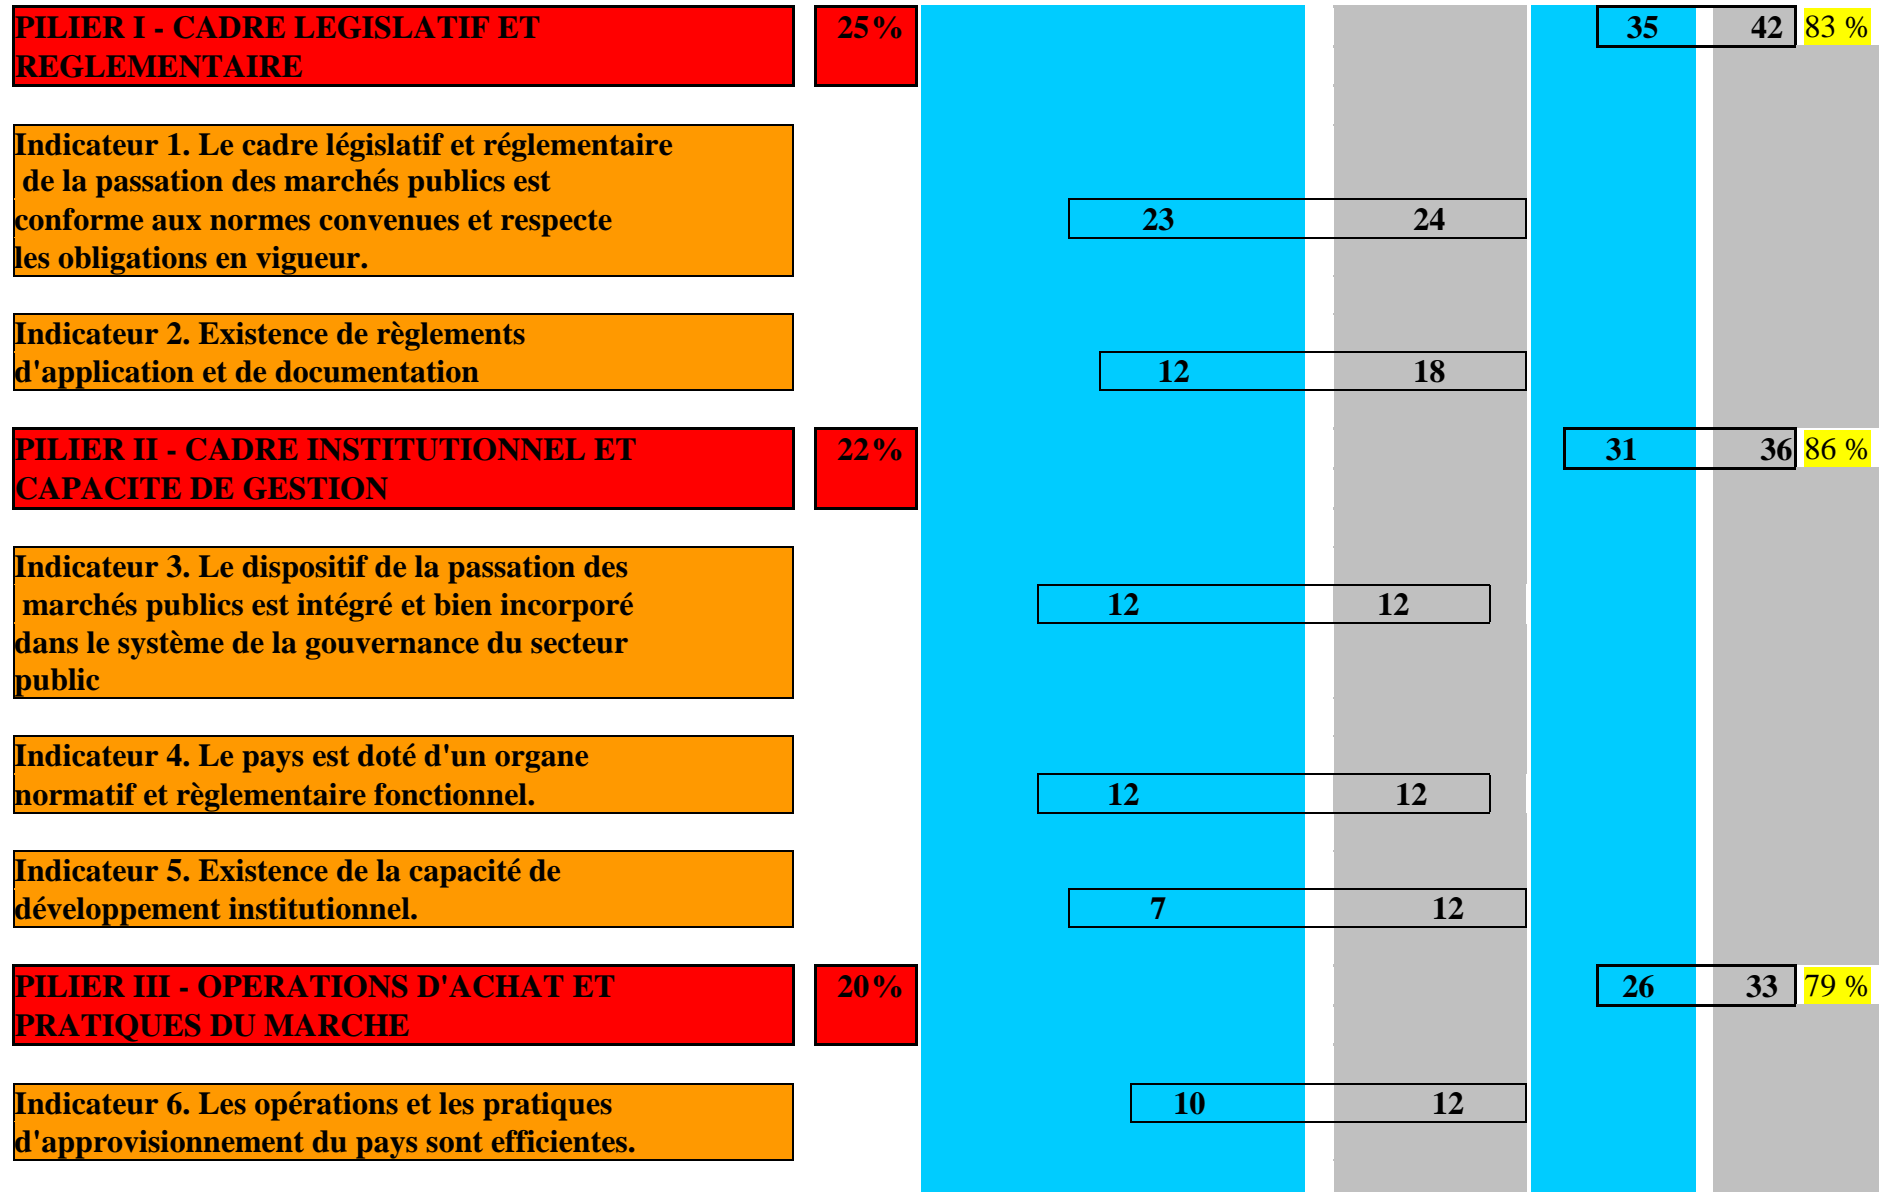 PILIER I - CADRE LEGISLATIF ET 25% 35 42 83 %
REGLEMENTAIRE
Indicateur 1. Le cadre législatif et réglementaire
de la passation des marchés publics est
conforme aux normes convenues et respecte 23 24
les obligations en vigueur.
Indicateur 2. Existence de règlements
d'application et de documentation 12 18
PILIER II - CADRE INSTITUTIONNEL ET 22% 31 36 86 %
CAPACITE DE GESTION
Indicateur 3. Le dispositif de la passation des
marchés publics est intégré et bien incorporé 12 12
dans le système de la gouvernance du secteur
public
Indicateur 4. Le pays est doté d'un organe
normatif et règlementaire fonctionnel. 12 12
Indicateur 5. Existence de la capacité de
développement institutionnel. 7 12
PILIER III - OPERATIONS D'ACHAT ET 20% 26 33 79 %
PRATIQUES DU MARCHE
Indicateur 6. Les opérations et les pratiques 10 12
d'approvisionnement du pays sont efficientes.